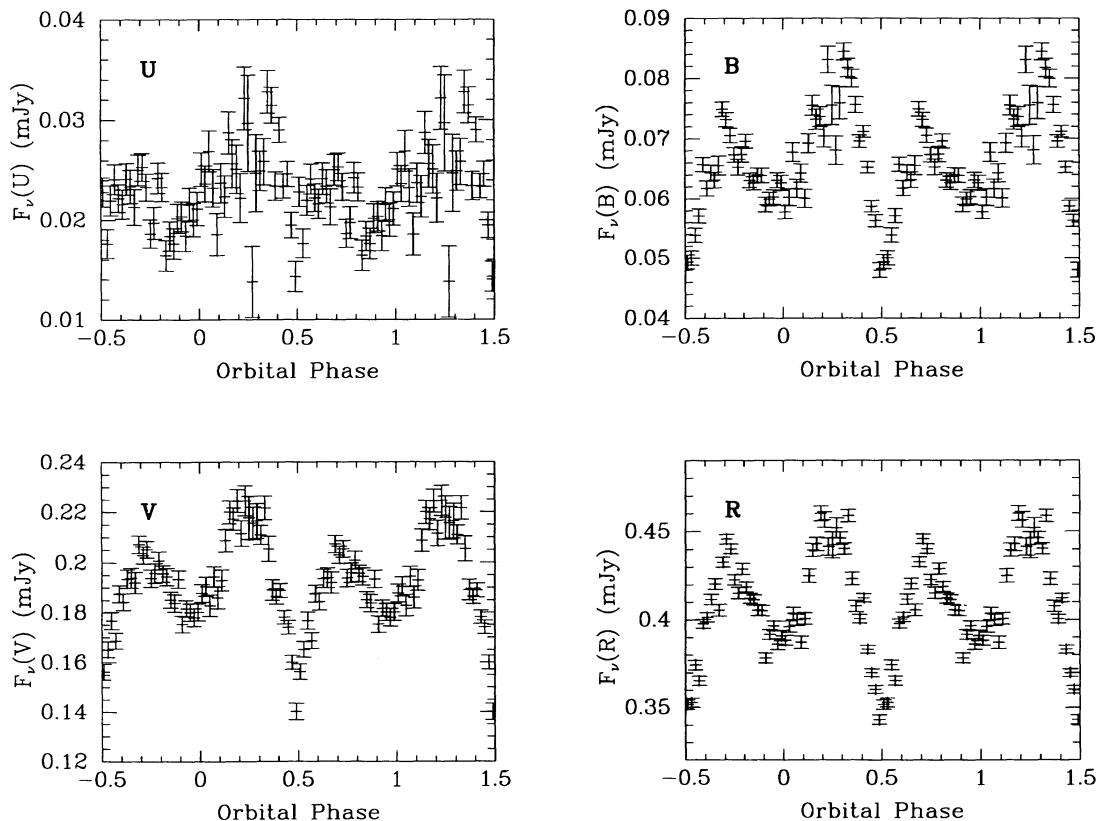 U
F_ν(U) (mJy)
0.04
0.03
0.02
0.01
−0.5 0 0.5 1 1.5
Orbital Phase
B
F_ν(B) (mJy)
0.09
0.08
0.07
0.06
0.05
0.04
−0.5 0 0.5 1 1.5
Orbital Phase
V
F_ν(V) (mJy)
0.24
0.22
0.2
0.18
0.16
0.14
0.12
−0.5 0 0.5 1 1.5
Orbital Phase
R
F_ν(R) (mJy)
0.45
0.4
0.35
−0.5 0 0.5 1 1.5
Orbital Phase